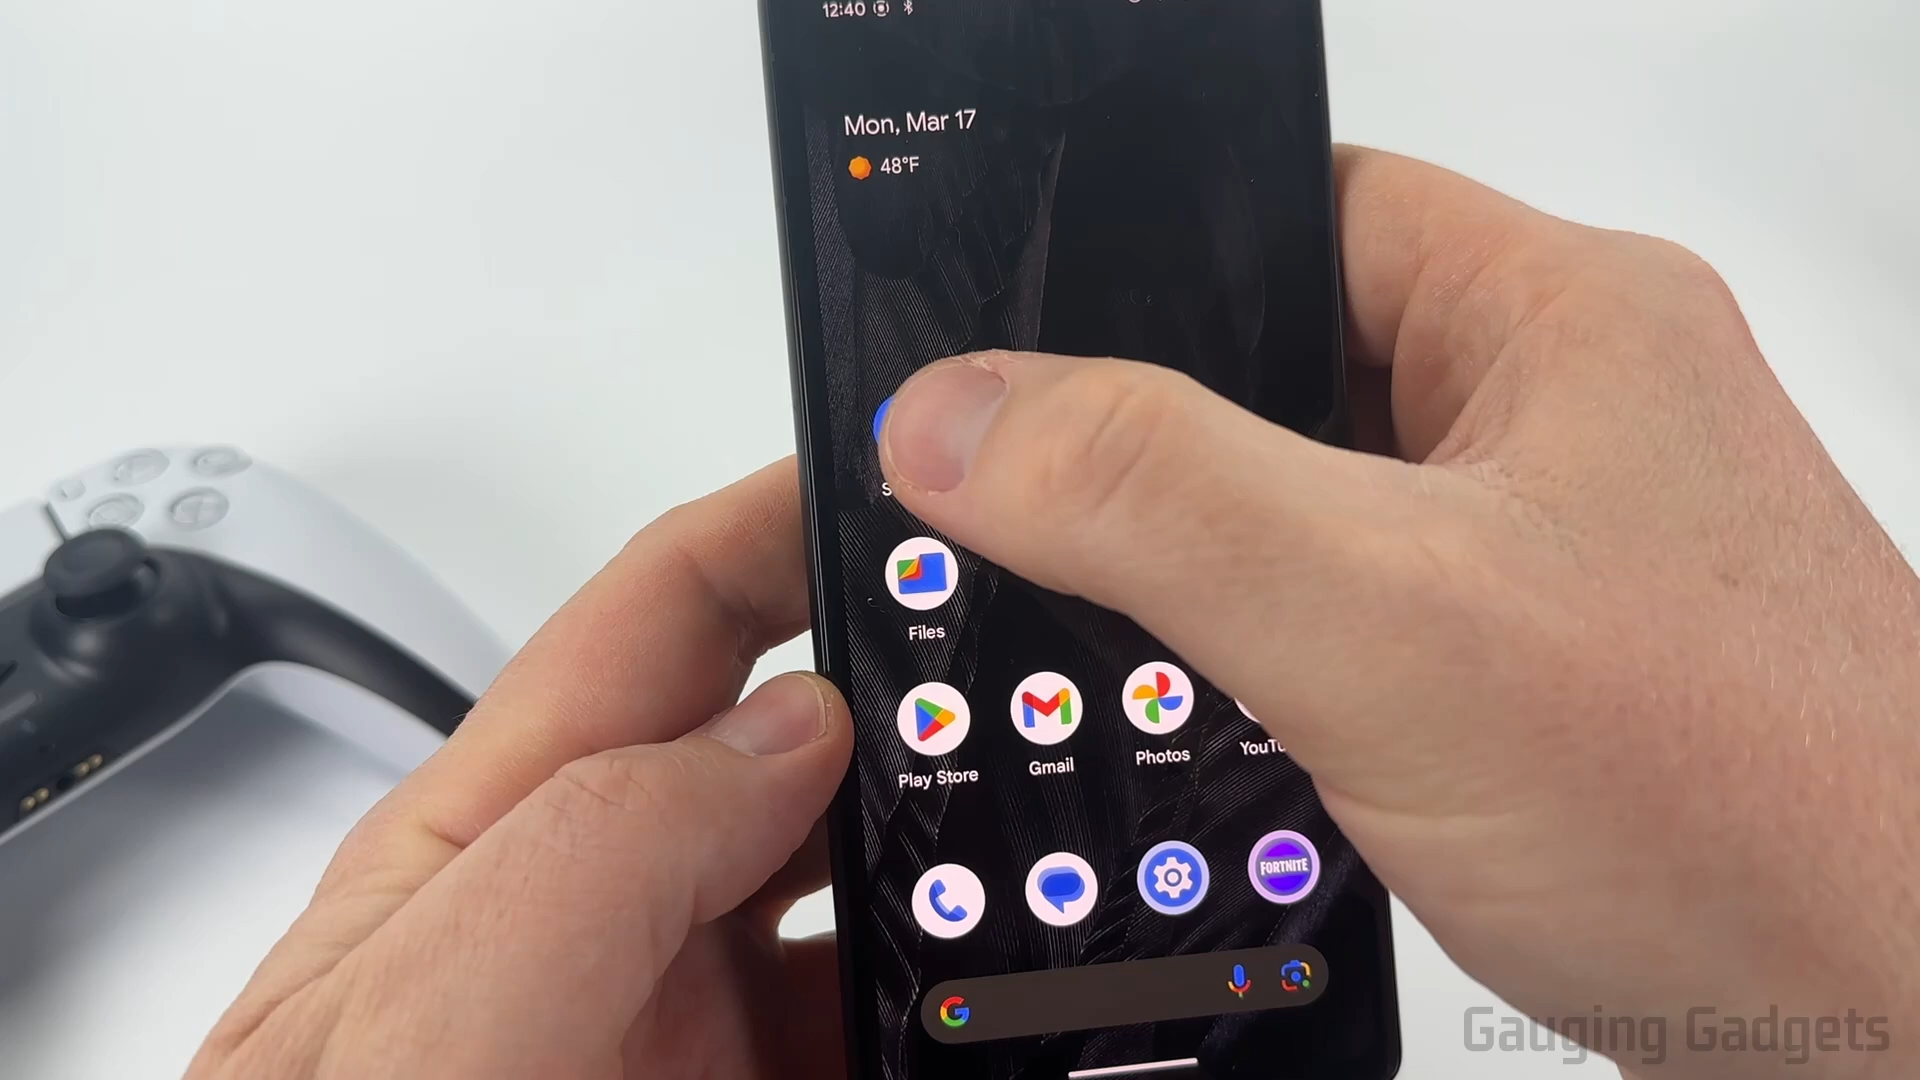 12:40
Mon, Mar 17
48°F
Files
Play Store
Gmail
Photos
FORTNITE
Gauging Gadgets